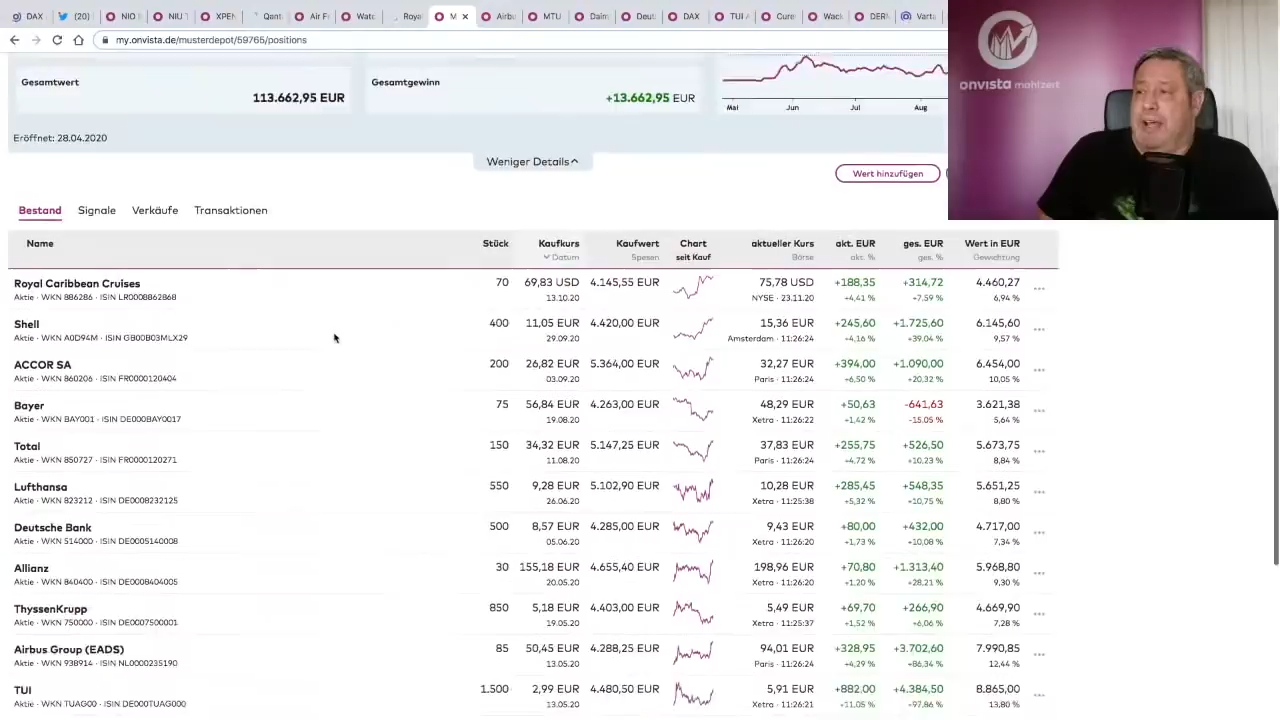 DAX (20) NIO NIU T XPEN Qant Air F Watc Roya M Airbu MTU Daim Deut DAX TUI A Cure Wack DERM Varta
my.onvista.de/musterdepot/59765/positions
onvista mahlzeit
Gesamtwert Gesamtgewinn
113.662,95 EUR +13.662,95 EUR
Mai Jun Jul Aug
Eröffnet: 28.04.2020
Weniger Details
Wert hinzufügen
Bestand Signale Verkäufe Transaktionen
Name Stück Kaufkurs Kaufwert Chart aktueller Kurs akt. EUR ges. EUR Wert in EUR
Datum Spesen seit Kauf Börse akt. % ges. % Gewichtung
Royal Caribbean Cruises 70 69,83 USD 4.145,55 EUR 75,78 USD +188,35 +314,72 4.460,27
Aktie · WKN 886286 · ISIN LR0008862868 13.10.20 NYSE · 23.11.20 +4,41 % +7,59 % 6,94 %
Shell 400 11,05 EUR 4.420,00 EUR 15,36 EUR +245,60 +1.725,60 6.145,60
Aktie · WKN A0D94M · ISIN GB00B03MLX29 29.09.20 Amsterdam · 11:26:24 +4,16 % +39,04 % 9,57 %
ACCOR SA 200 26,82 EUR 5.364,00 EUR 32,27 EUR +394,00 +1.090,00 6.454,00
Aktie · WKN 860206 · ISIN FR0000120404 03.09.20 Paris · 11:26:24 +6,50 % +20,32 % 10,05 %
Bayer 75 56,84 EUR 4.263,00 EUR 48,29 EUR +50,63 -641,63 3.621,38
Aktie · WKN BAY001 · ISIN DE000BAY0017 19.08.20 Xetra · 11:26:22 +1,42 % -15,05 % 5,64 %
Total 150 34,32 EUR 5.147,25 EUR 37,83 EUR +255,75 +526,50 5.673,75
Aktie · WKN 850727 · ISIN FR0000120271 11.08.20 Paris · 11:26:24 +4,72 % +10,23 % 8,84 %
Lufthansa 550 9,28 EUR 5.102,90 EUR 10,28 EUR +285,45 +548,35 5.651,25
Aktie · WKN 823212 · ISIN DE0008232125 26.06.20 Xetra · 11:25:38 +5,32 % +10,75 % 8,80 %
Deutsche Bank 500 8,57 EUR 4.285,00 EUR 9,43 EUR +80,00 +432,00 4.717,00
Aktie · WKN 514000 · ISIN DE0005140008 05.06.20 Xetra · 11:26:20 +1,73 % +10,08 % 7,34 %
Allianz 30 155,18 EUR 4.655,40 EUR 198,96 EUR +70,80 +1.313,40 5.968,80
Aktie · WKN 840400 · ISIN DE0008404005 20.05.20 Xetra · 11:26:20 +1,20 % +28,21 % 9,30 %
ThyssenKrupp 850 5,18 EUR 4.403,00 EUR 5,49 EUR +69,70 +266,90 4.669,90
Aktie · WKN 750000 · ISIN DE0007500001 19.05.20 Xetra · 11:25:37 +1,52 % +6,06 % 7,28 %
Airbus Group (EADS) 85 50,45 EUR 4.288,25 EUR 94,01 EUR +328,95 +3.702,60 7.990,85
Aktie · WKN 938914 · ISIN NL0000235190 13.05.20 Paris · 11:26:24 +4,29 % +86,34 % 12,44 %
TUI 1.500 2,99 EUR 4.480,50 EUR 5,91 EUR +882,00 +4.384,50 8.865,00
Aktie · WKN TUAG00 · ISIN DE000TUAG000 13.05.20 Xetra · 11:26:21 +11,05 % +97,86 % 13,80 %